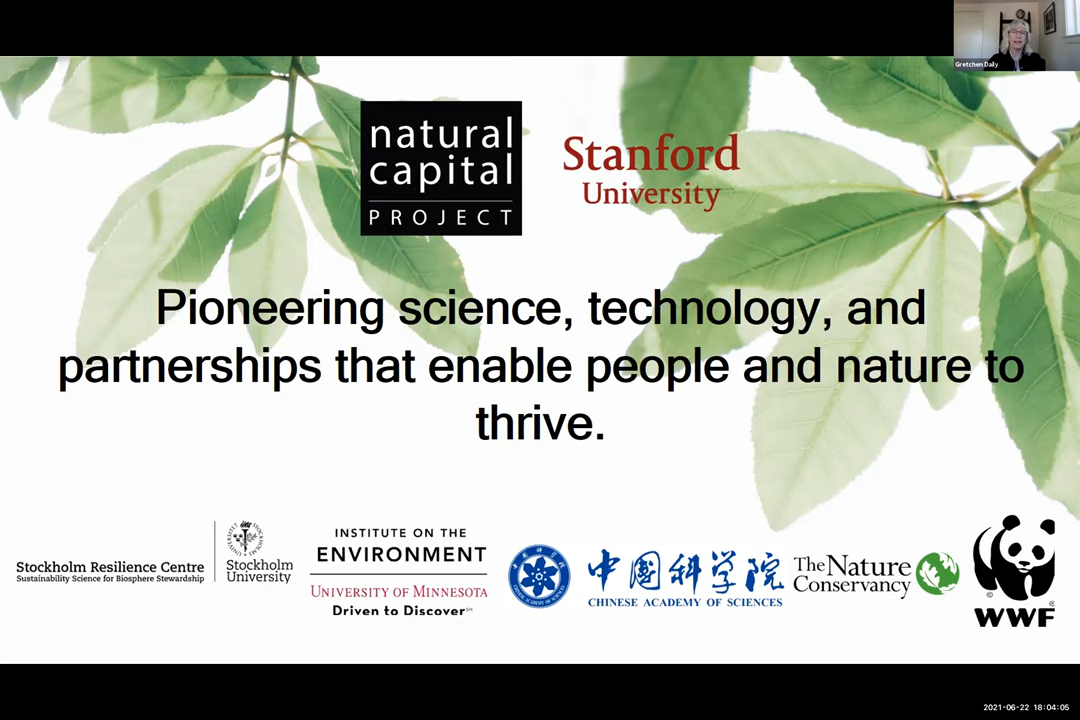 Gretchen Daily
natural
capital
PROJECT
Stanford
University
Pioneering science, technology, and
partnerships that enable people and nature to
thrive.
Stockholm Resilience Centre
Sustainability Science for Biosphere Stewardship
Stockholm
University
INSTITUTE ON THE
ENVIRONMENT
UNIVERSITY OF MINNESOTA
Driven to Discover℠
中国科学院
CHINESE ACADEMY OF SCIENCES
The Nature
Conservancy
©
WWF
®
2021-06-22 18:04:05